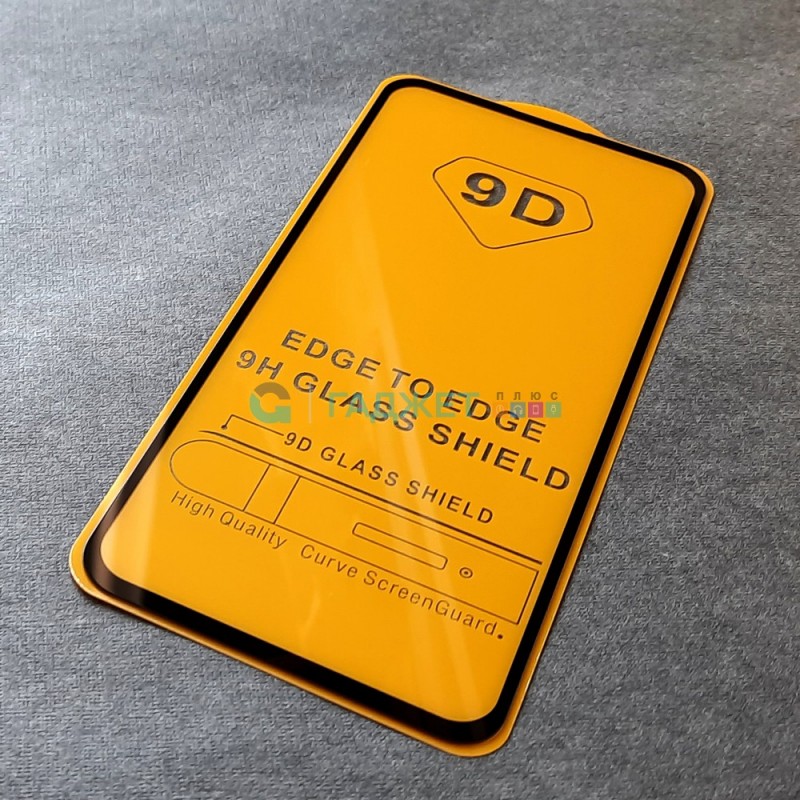 9D
EDGE TO EDGE
9H GLASS SHIELD
G ГАДЖЕТ ПЛЮС
9D GLASS SHIELD
High Quality Curve ScreenGuard.